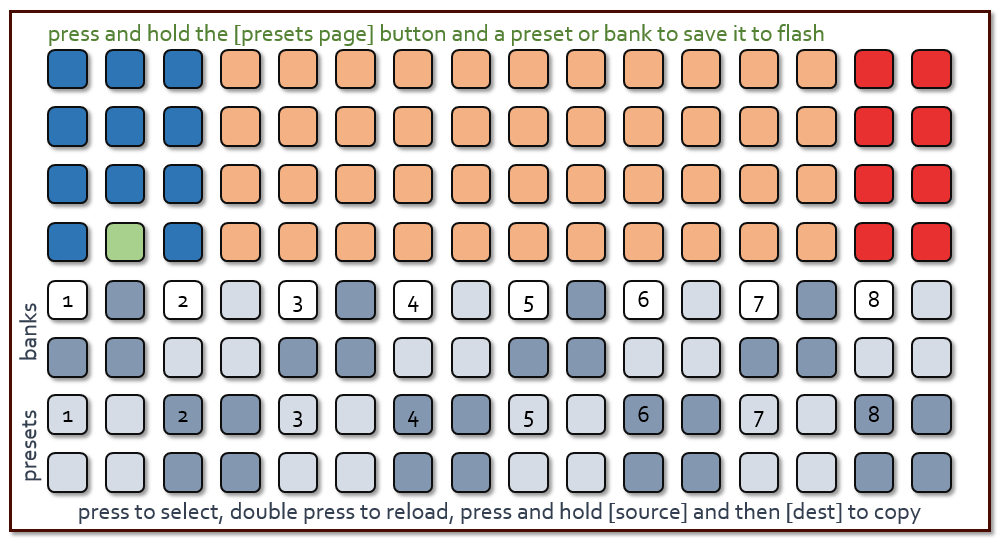 press and hold the [presets page] button and a preset or bank to save it to flash
banks
1 2 3 4 5 6 7 8
presets
1 2 3 4 5 6 7 8
press to select, double press to reload, press and hold [source] and then [dest] to copy